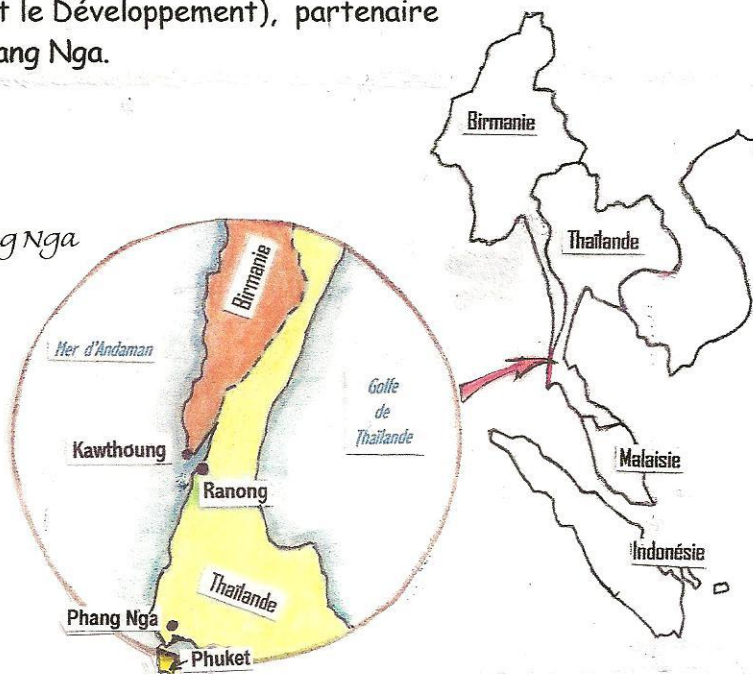 t le Développement), partenaire
ang Nga.
g Nga
Birmanie
Thaïlande
Malaisie
Indonésie
Birmanie
Mer d'Andaman
Golfe
de
Thaïlande
Kawthoung
Ranong
Thaïlande
Phang Nga
Phuket